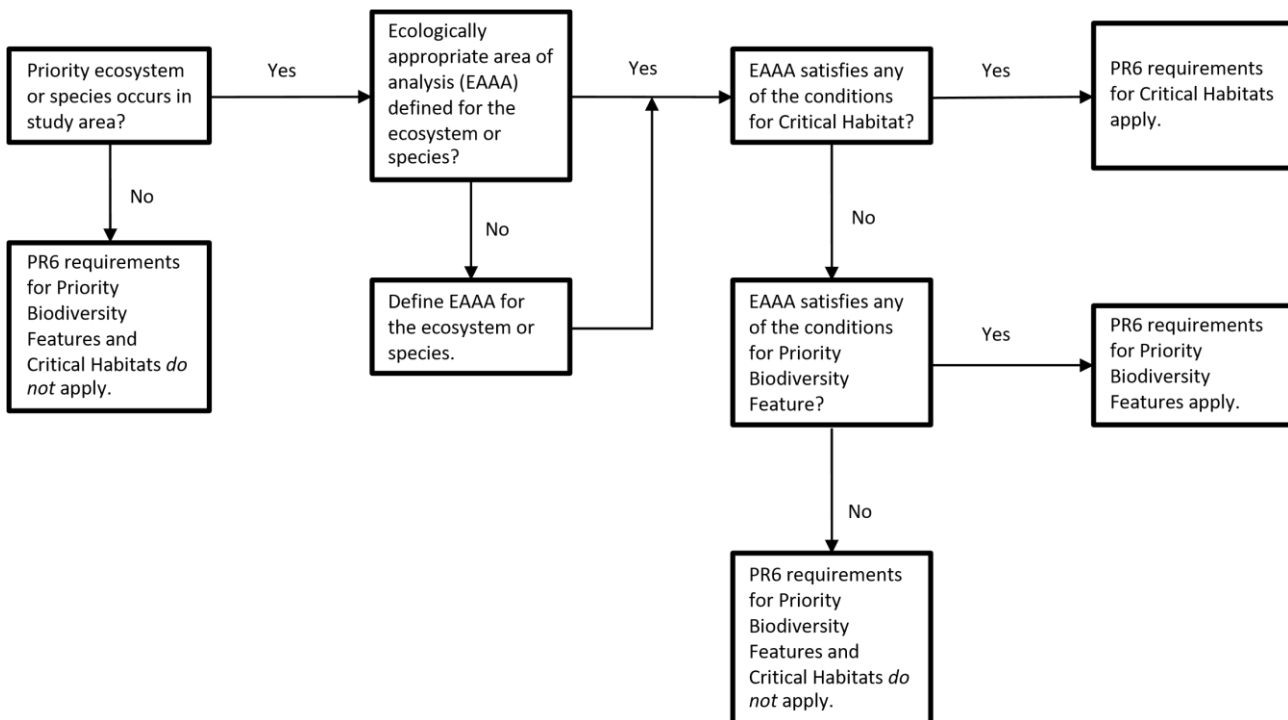 Priority ecosystem
or species occurs in
study area?
Yes
Ecologically
appropriate area of
analysis (EAAA)
defined for the
ecosystem or
species?
Yes
EAAA satisfies any
of the conditions
for Critical Habitat?
Yes
PR6 requirements
for Critical Habitats
apply.
No
No
No
PR6 requirements
for Priority
Biodiversity
Features and
Critical Habitats do
not apply.
Define EAAA for
the ecosystem or
species.
EAAA satisfies any
of the conditions
for Priority
Biodiversity
Feature?
Yes
PR6 requirements
for Priority
Biodiversity
Features apply.
No
PR6 requirements
for Priority
Biodiversity
Features and
Critical Habitats do
not apply.